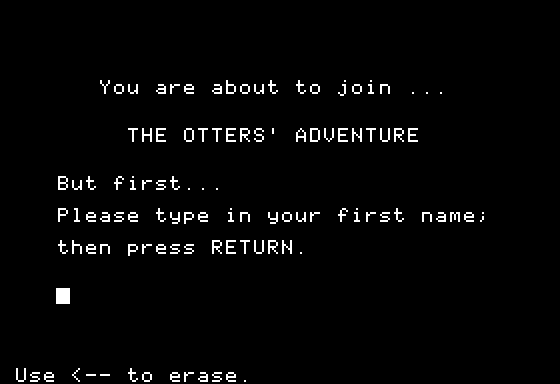 You are about to join ...
THE OTTERS' ADVENTURE
But first...
Please type in your first name;
then press RETURN.
Use <-- to erase.